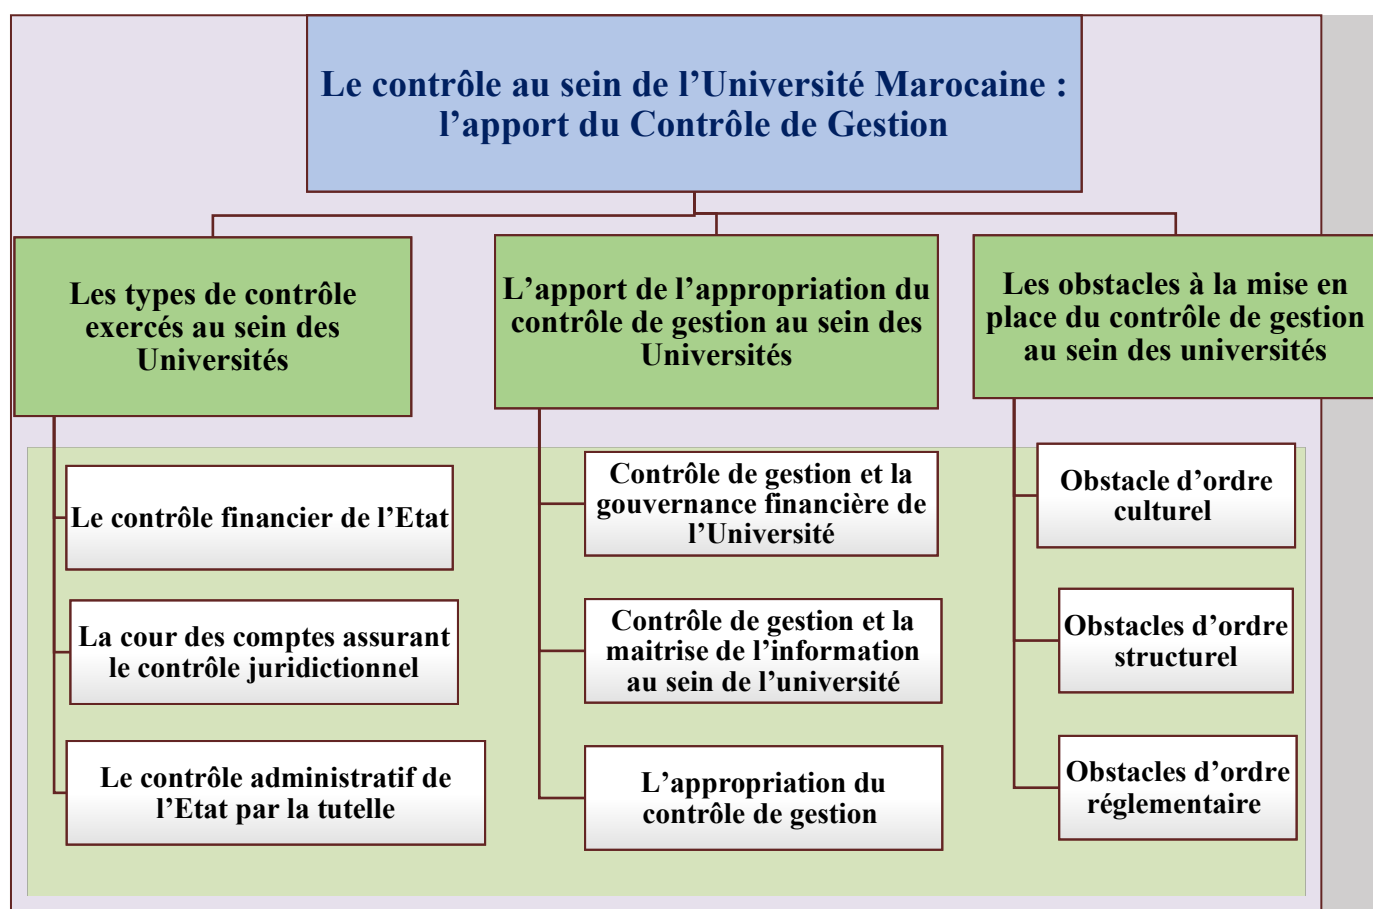 Le contrôle au sein de l’Université Marocaine :
l’apport du Contrôle de Gestion
Les types de contrôle
exercés au sein des
Universités
Le contrôle financier de l’Etat
La cour des comptes assurant
le contrôle juridictionnel
Le contrôle administratif de
l’Etat par la tutelle
L’apport de l’appropriation du
contrôle de gestion au sein des
Universités
Contrôle de gestion et la
gouvernance financière de
l’Université
Contrôle de gestion et la
maitrise de l’information
au sein de l’université
L’appropriation du
contrôle de gestion
Les obstacles à la mise en
place du contrôle de gestion
au sein des universités
Obstacle d’ordre
culturel
Obstacles d’ordre
structurel
Obstacles d’ordre
réglementaire